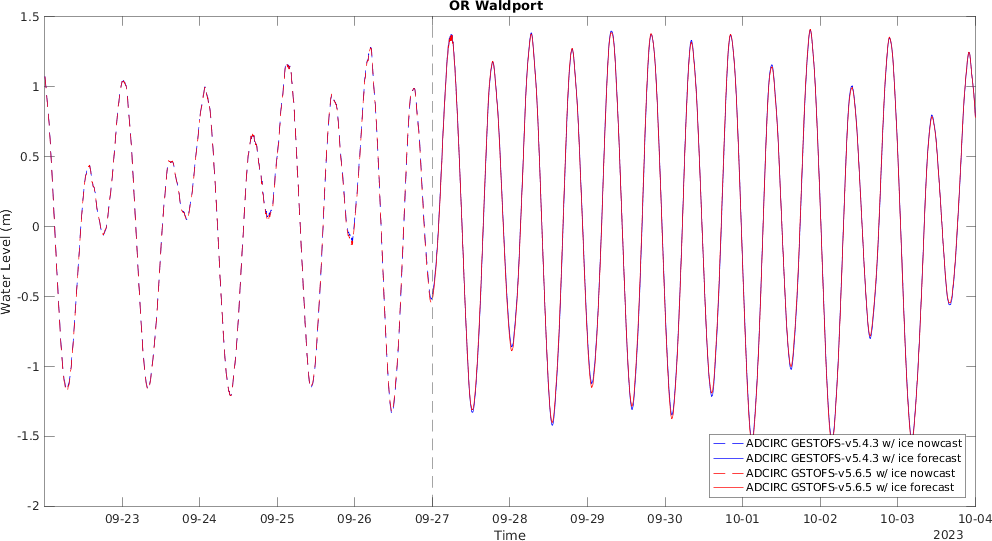 OR Waldport
1.5
1
0.5
0
-0.5
-1
-1.5
-2
Water Level (m)
ADCIRC GESTOFS-v5.4.3 w/ ice nowcast
ADCIRC GESTOFS-v5.4.3 w/ ice forecast
ADCIRC GSTOFS-v5.6.5 w/ ice nowcast
ADCIRC GSTOFS-v5.6.5 w/ ice forecast
09-23 09-24 09-25 09-26 09-27 09-28 09-29 09-30 10-01 10-02 10-03 10-04
Time
2023